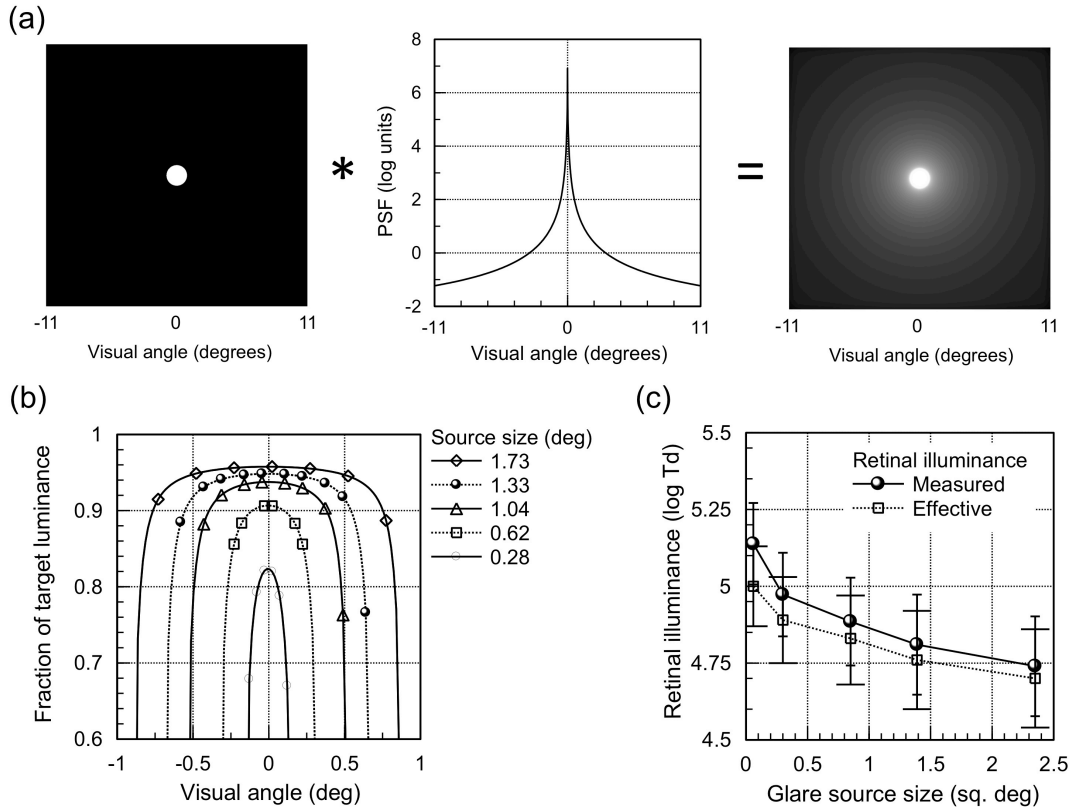 (a)
8
6
4
2
0
-2
PSF (log units)
*
=
-11 0 11
Visual angle (degrees)
-11 0 11
Visual angle (degrees)
-11 0 11
Visual angle (degrees)
(b)
1
0.9
0.8
0.7
0.6
Fraction of target luminance
-1 -0.5 0 0.5 1
Visual angle (deg)
Source size (deg)
1.73
1.33
1.04
0.62
0.28
(c)
5.5
5.25
5
4.75
4.5
Retinal illuminance (log Td)
Retinal illuminance
Measured
Effective
0 0.5 1 1.5 2 2.5
Glare source size (sq. deg)